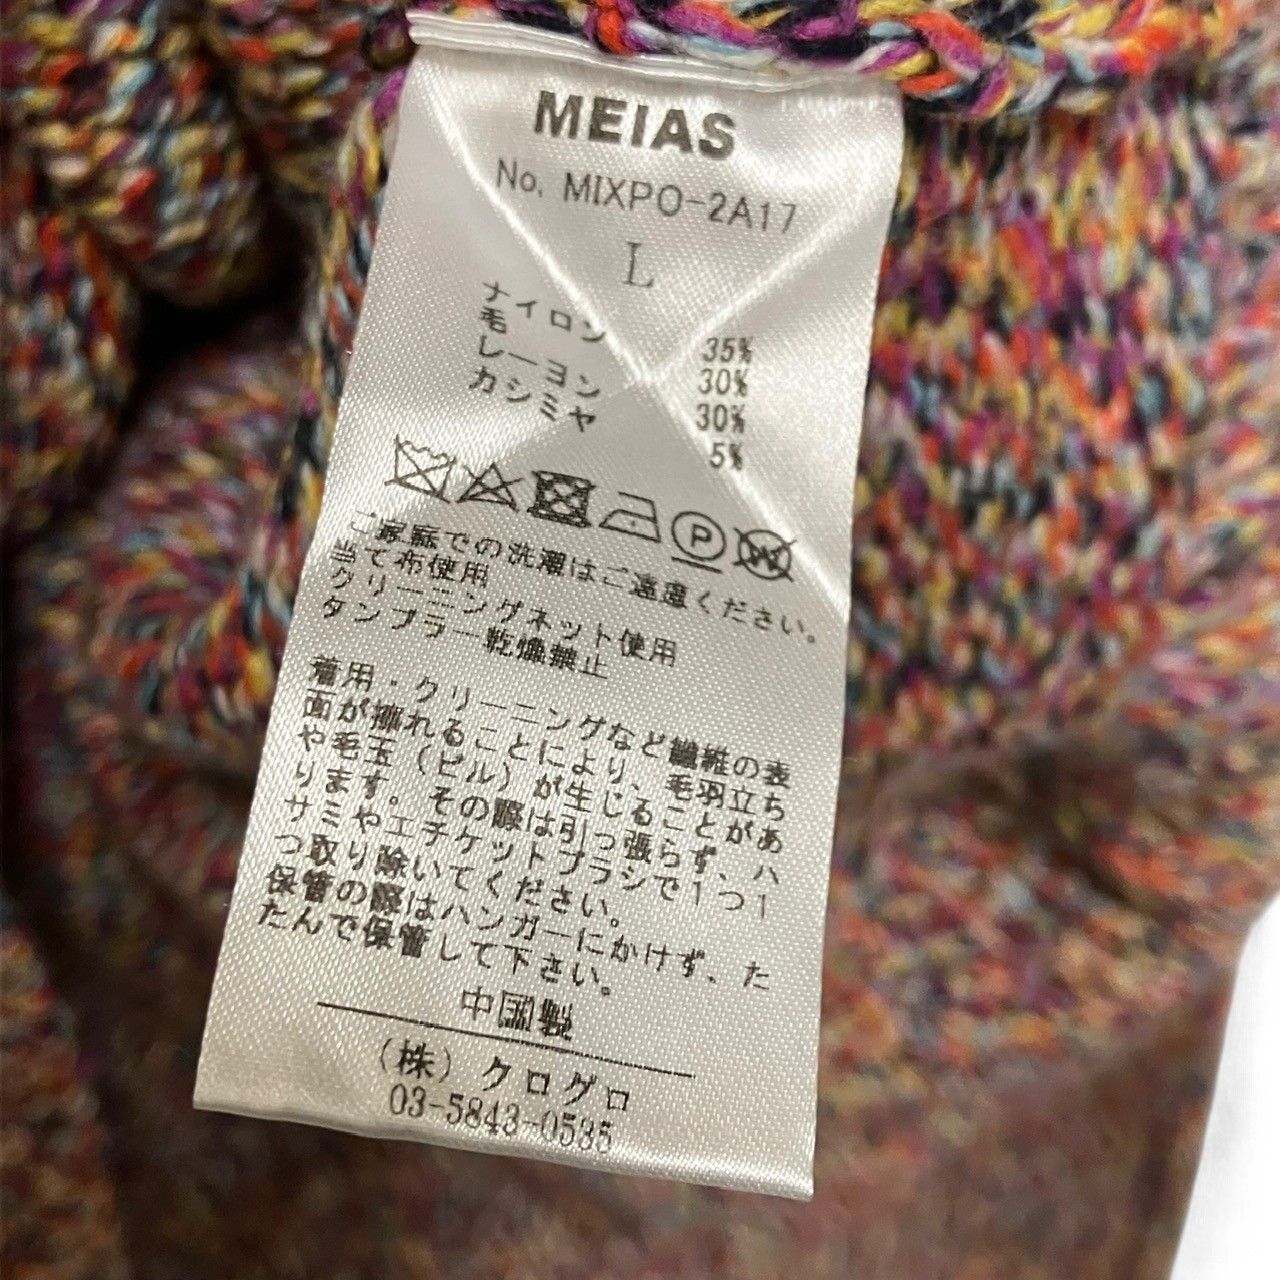 MEIAS
No. MIXPO-2A17
L
ナイロン 35%
毛 30%
レーヨン 30%
カシミヤ 5%
P W
ご家庭での洗濯はご遠慮ください。
当て布使用
クリーニングネット使用
タンブラー乾燥禁止
着用・クリーニングなど繊維の表
面が擦れることにより、毛羽立ち
や毛玉（ピル）が生じることがあ
ります。その際は引っ張らず、ハ
サミやエチケットブラシで1つ1
つ取り除いてください。
保管の際はハンガーにかけず、た
たんで保管して下さい。
中国製
（株）クログロ
03-5843-0535